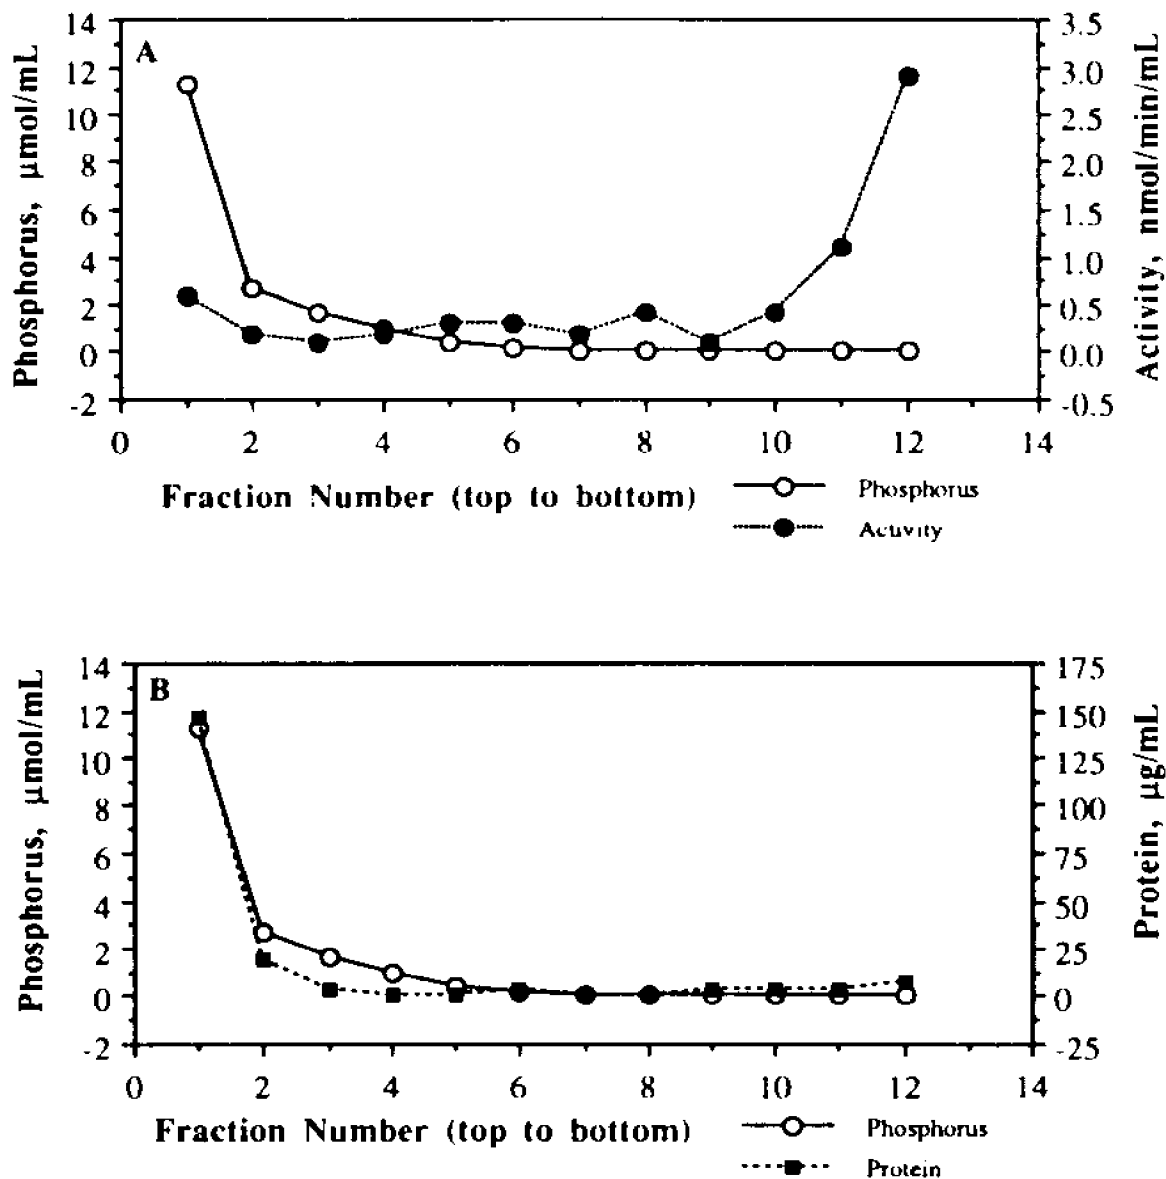 A
Phosphorus, µmol/mL
14
12
10
8
6
4
2
0
-2
3.5
3.0
2.5
2.0
1.5
1.0
0.5
0.0
-0.5
Activity, nmol/min/mL
0 2 4 6 8 10 12 14
Fraction Number (top to bottom)
Phosphorus
Activity
B
Phosphorus, µmol/mL
14
12
10
8
6
4
2
0
-2
175
150
125
100
75
50
25
0
-25
Protein, µg/mL
0 2 4 6 8 10 12 14
Fraction Number (top to bottom)
Phosphorus
Protein